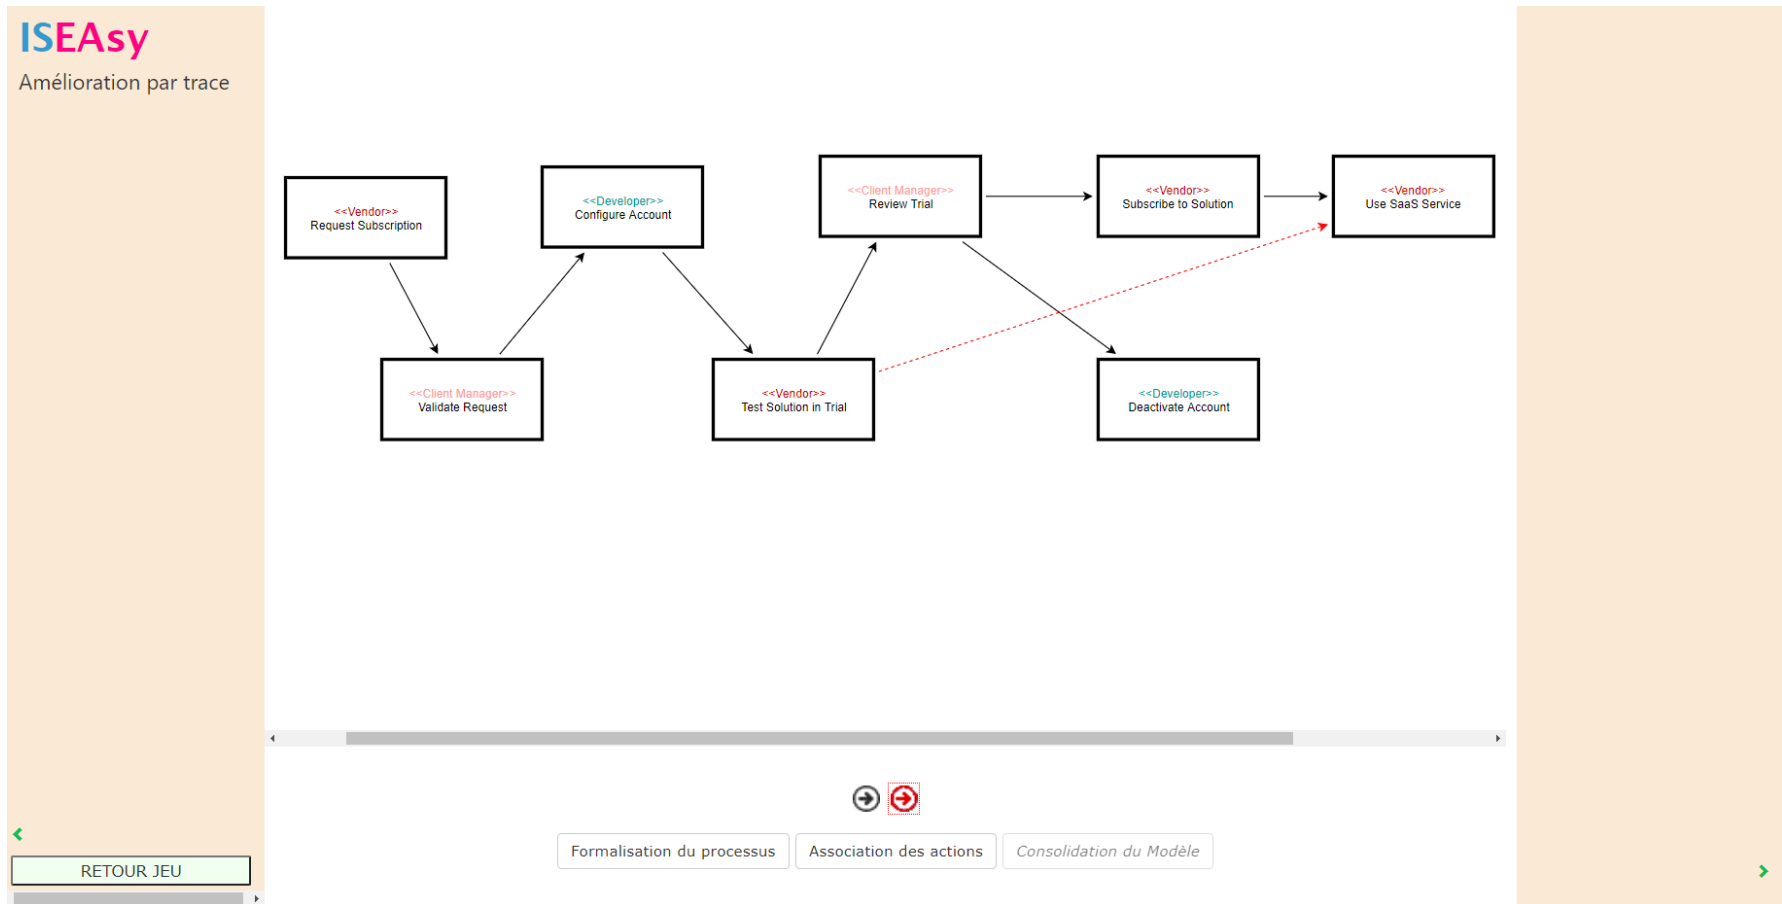 ISEAsy
Amélioration par trace
<<Vendor>>
Request Subscription
<<Developer>>
Configure Account
<<Client Manager>>
Review Trial
<<Vendor>>
Subscribe to Solution
<<Vendor>>
Use SaaS Service
<<Client Manager>>
Validate Request
<<Vendor>>
Test Solution in Trial
<<Developer>>
Deactivate Account
Formalisation du processus
Association des actions
Consolidation du Modèle
RETOUR JEU